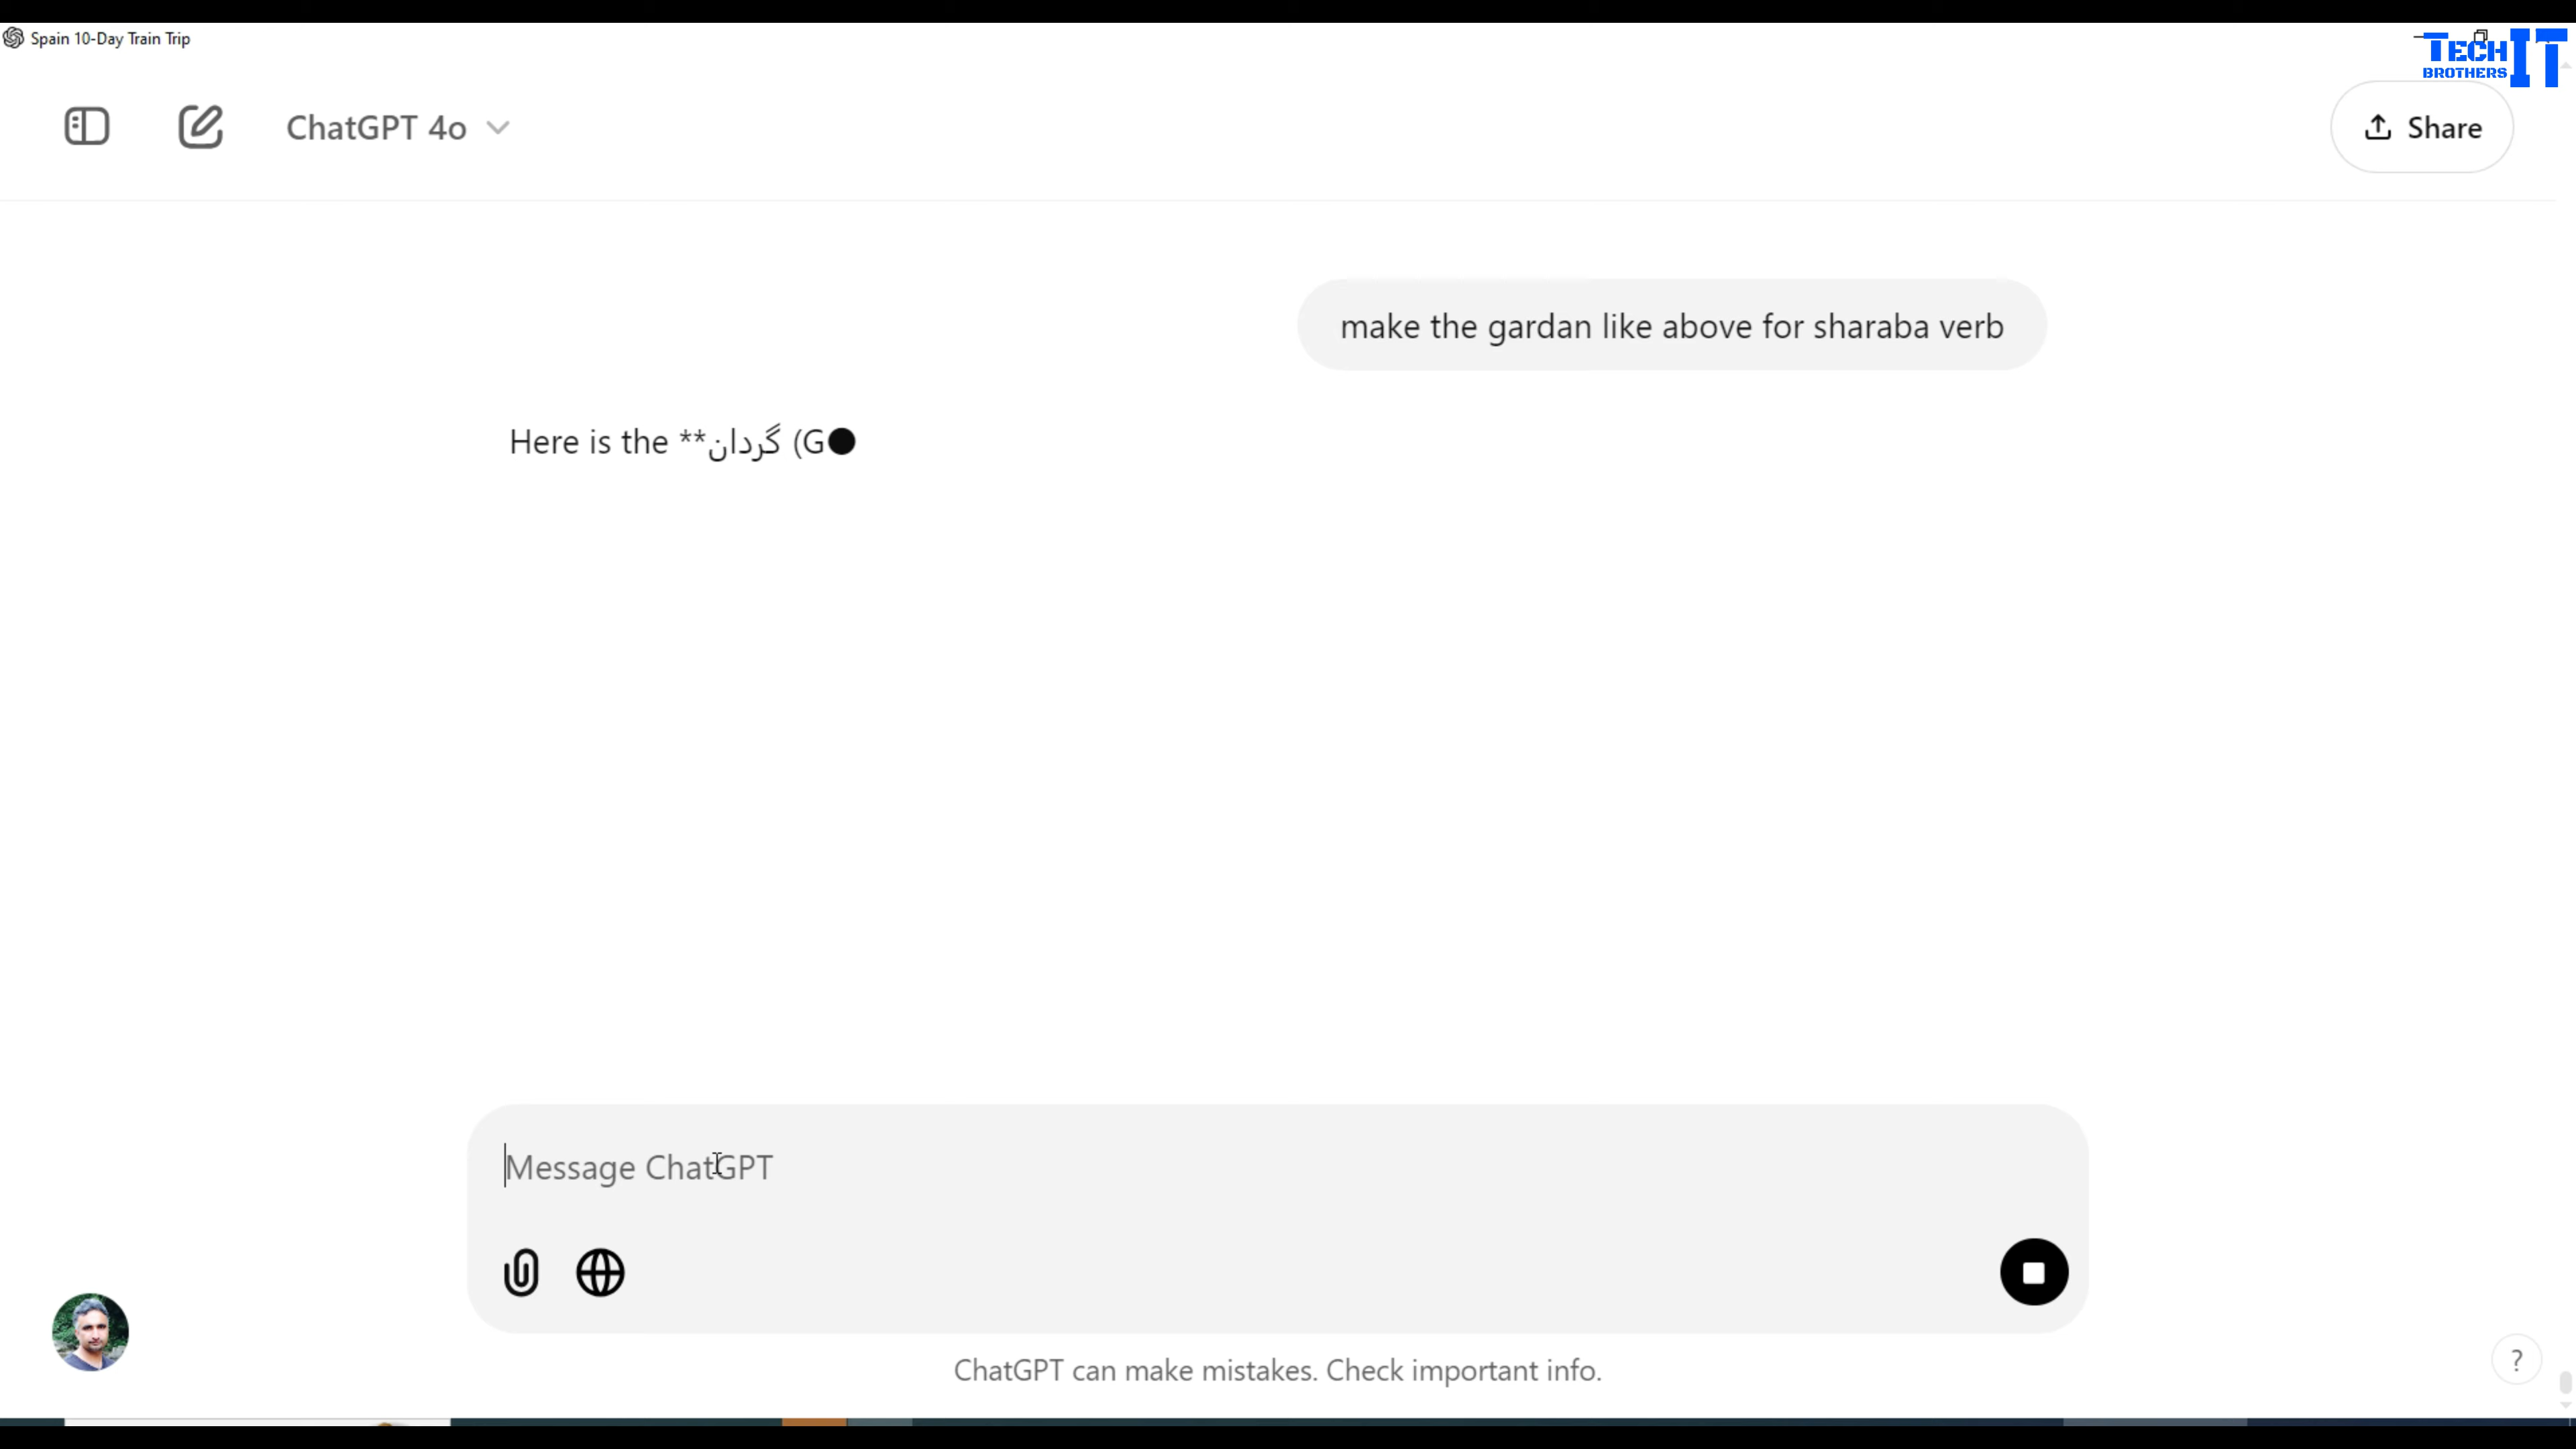 Spain 10-Day Train Trip
TECH IT
BROTHERS
ChatGPT 4o
Share
make the gardan like above for sharaba verb
Here is the **گردان (G
Message ChatGPT
ChatGPT can make mistakes. Check important info.
?